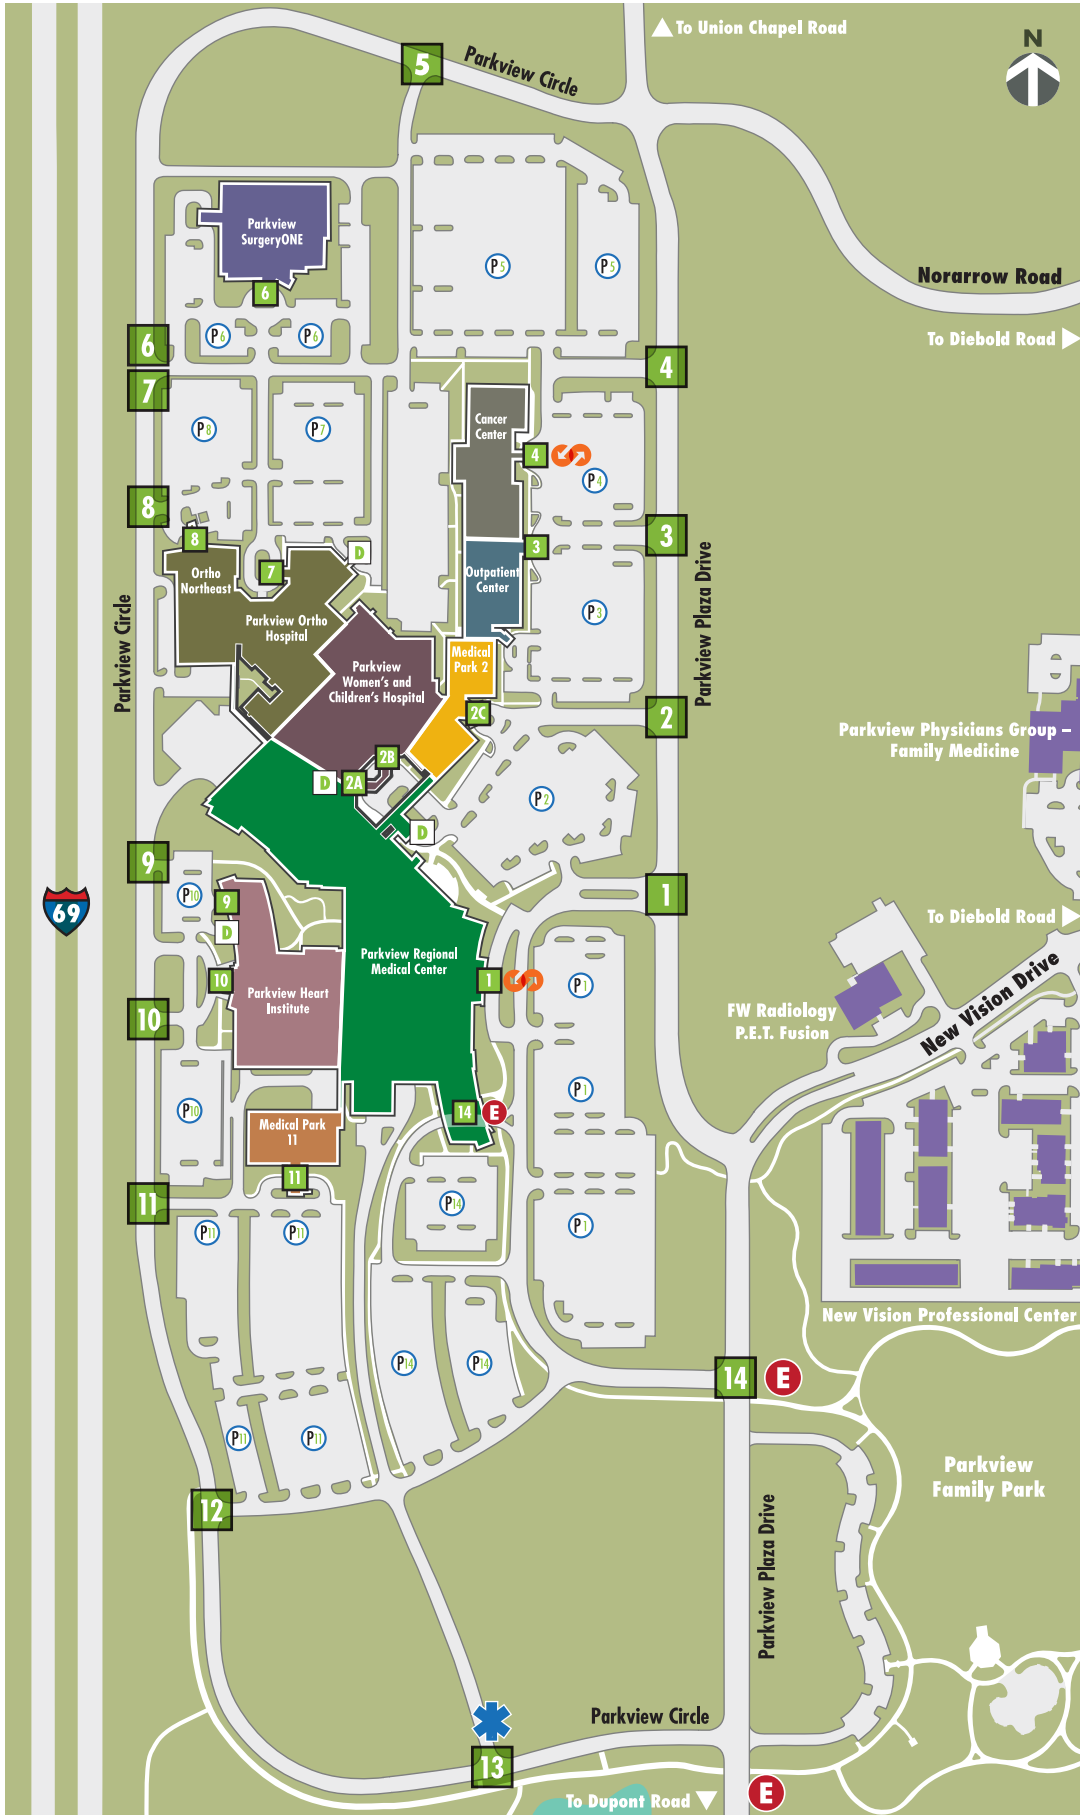 To Union Chapel Road
N
5
Parkview Circle
Parkview
SurgeryONE
6
P5
P5
Norarrow Road
To Diebold Road
6
P6
P6
4
7
P8
P7
Cancer
Center
4
P4
8
3
8
3
D
7
Ortho
Northeast
Outpatient
Center
Parkview Ortho
Hospital
P3
Parkview Circle
Parkview Plaza Drive
Medical
Park 2
Parkview
Women's and
Children's Hospital
2C
2
Parkview Physicians Group –
Family Medicine
2B
D
2A
P2
D
9
P10
9
1
69
D
To Diebold Road
Parkview Regional
Medical Center
10
1
P1
Parkview Heart
Institute
FW Radiology
P.E.T. Fusion
New Vision Drive
10
P1
P10
14
E
Medical Park
11
11
11
P14
P11
P11
P1
New Vision Professional Center
P14
P14
14
E
P11
P11
Parkview
Family Park
12
Parkview Plaza Drive
Parkview Circle
13
To Dupont Road
E